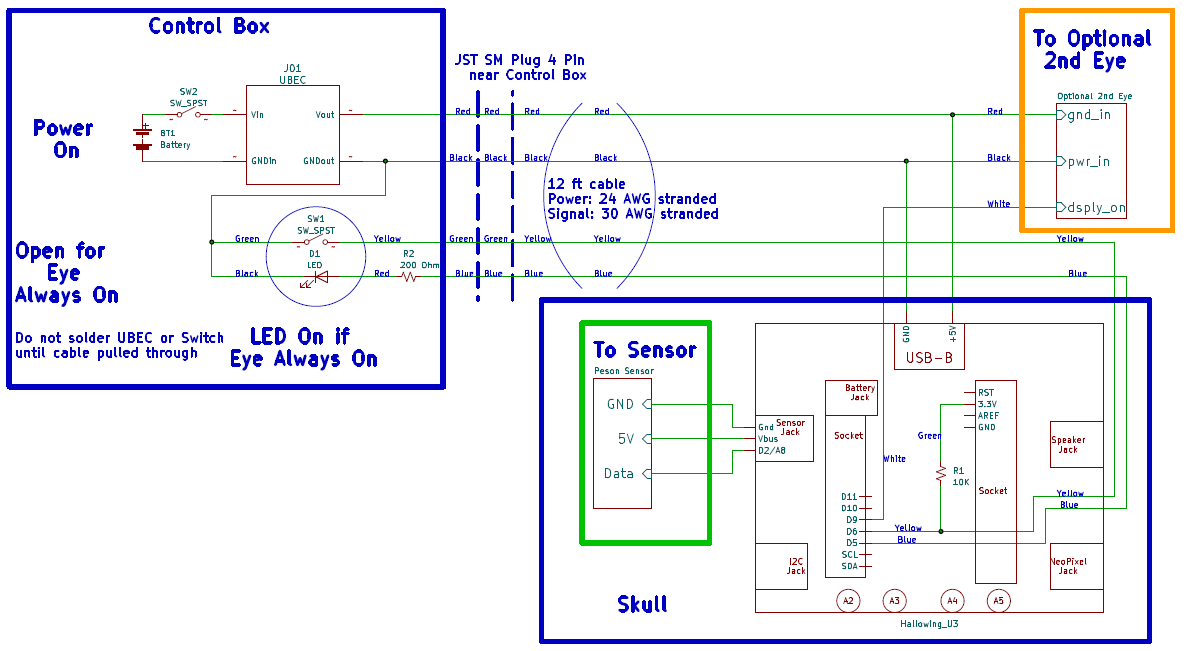 Control Box
JO1
UBEC
SW2
SW_SPST
Vin
Vout
BT1
Battery
GNDin
GNDout
Power
On
SW1
SW_SPST
Green
Yellow
D1
LED
Black
Red
R2
200 Ohm
Open for
Eye
Always On
Do not solder UBEC or Switch
until cable pulled through
LED On if
Eye Always On
JST SM Plug 4 Pin
near Control Box
Red
Red
Red
Red
Red
Black
Black
Black
Black
Black
12 ft cable
Power: 24 AWG stranded
Signal: 30 AWG stranded
White
Green
Green
Yellow
Yellow
Yellow
Blue
Blue
Blue
Blue
Blue
To Optional
2nd Eye
Optional 2nd Eye
gnd_in
pwr_in
dsply_on
To Sensor
Peson Sensor
GND
5V
Data
Skull
GND
+5V
USB-B
Battery
Jack
Sensor
Jack
Gnd
Vbus
D2/A8
Socket
White
Green
RST
3.3V
AREF
GND
R1
10K
Socket
Speaker
Jack
D11
D10
D9
D6
D5
SCL
SDA
Yellow
Blue
Yellow
Blue
I2C
Jack
NeoPixel
Jack
A2
A3
A4
A5
Hallowing_U3